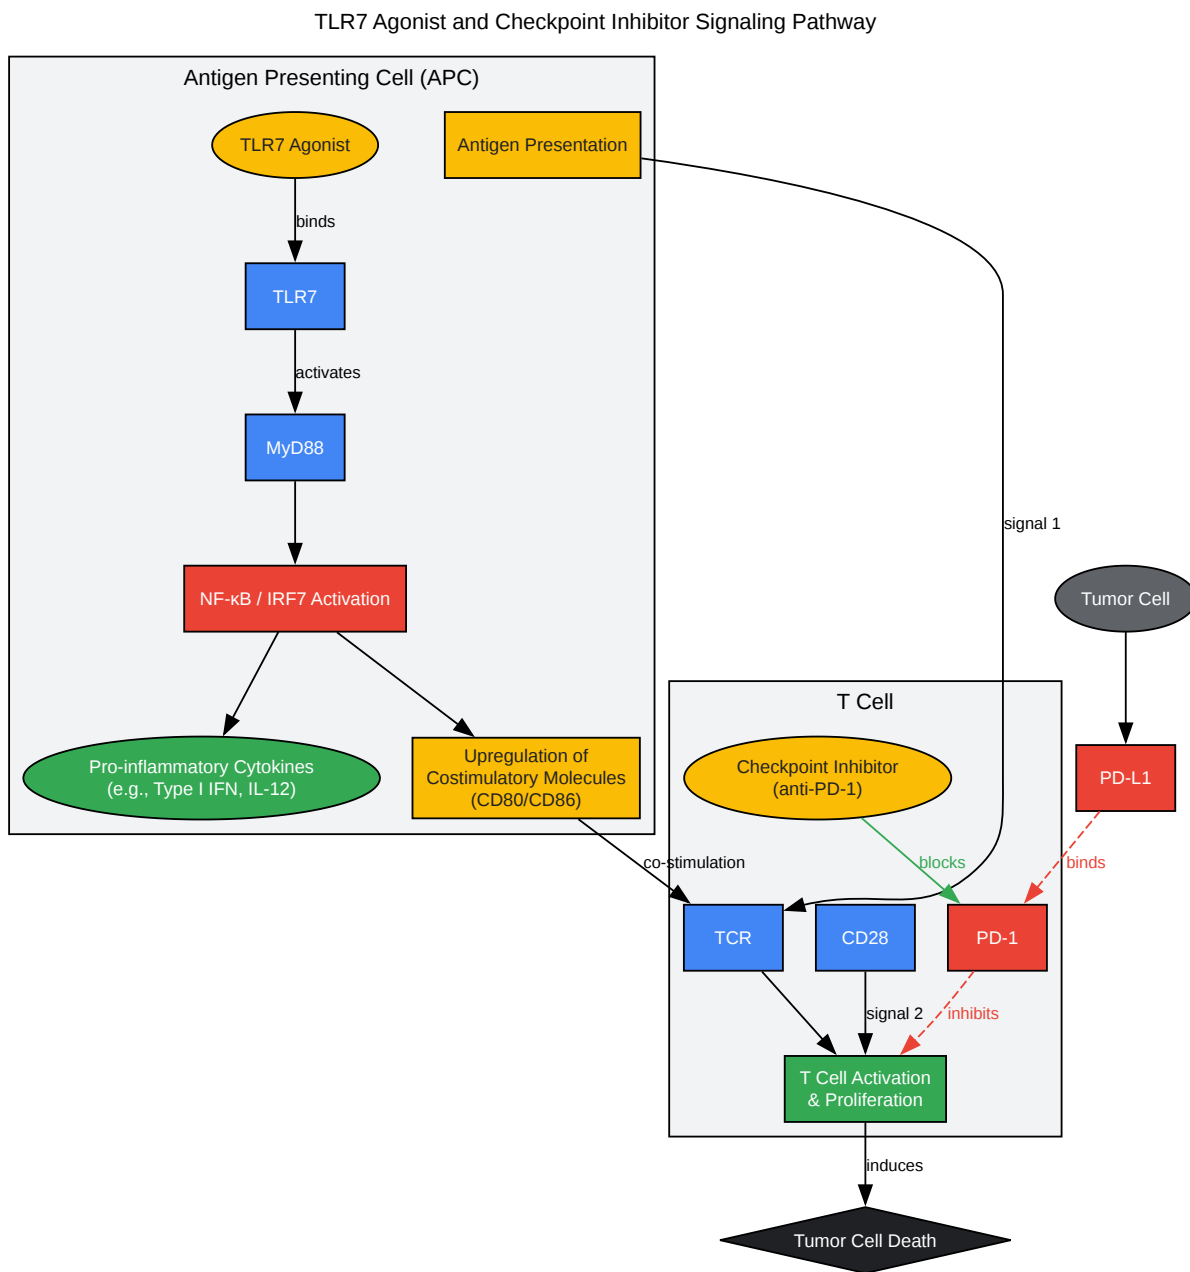 TLR7 Agonist and Checkpoint Inhibitor Signaling Pathway
Antigen Presenting Cell (APC)
TLR7 Agonist
Antigen Presentation
binds
TLR7
activates
MyD88
signal 1
NF-κB / IRF7 Activation
Tumor Cell
T Cell
Pro-inflammatory Cytokines
(e.g., Type I IFN, IL-12)
Upregulation of
Costimulatory Molecules
(CD80/CD86)
Checkpoint Inhibitor
(anti-PD-1)
PD-L1
co-stimulation
blocks
binds
TCR
CD28
PD-1
signal 2
inhibits
T Cell Activation
& Proliferation
induces
Tumor Cell Death